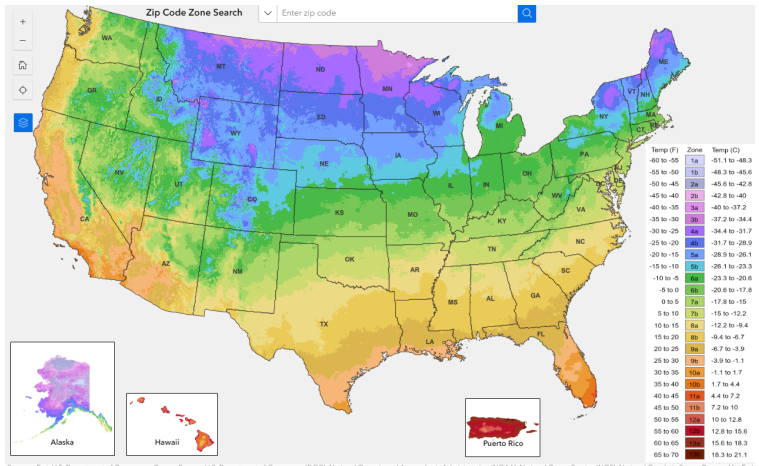 Zip Code Zone Search
Enter zip code
WA
MT
ND
MN
ME
OR
ID
SD
WI
VT
NH
WY
MI
NY
MA
CT
NE
IA
PA
NV
UT
CO
IL
IN
OH
NJ
DE
DC
KS
MO
WV
VA
KY
CA
AZ
NM
OK
TN
NC
AR
SC
MS
AL
GA
TX
LA
FL
Alaska
Hawaii
Puerto Rico
Temp (F) Zone Temp (C)
-60 to -55 1a -51.1 to -48.3
-55 to -50 1b -48.3 to -45.6
-50 to -45 2a -45.6 to -42.8
-45 to -40 2b -42.8 to -40
-40 to -35 3a -40 to -37.2
-35 to -30 3b -37.2 to -34.4
-30 to -25 4a -34.4 to -31.7
-25 to -20 4b -31.7 to -28.9
-20 to -15 5a -28.9 to -26.1
-15 to -10 5b -26.1 to -23.3
-10 to -5 6a -23.3 to -20.6
-5 to 0 6b -20.6 to -17.8
0 to 5 7a -17.8 to -15
5 to 10 7b -15 to -12.2
10 to 15 8a -12.2 to -9.4
15 to 20 8b -9.4 to -6.7
20 to 25 9a -6.7 to -3.9
25 to 30 9b -3.9 to -1.1
30 to 35 10a -1.1 to 1.7
35 to 40 10b 1.7 to 4.4
40 to 45 11a 4.4 to 7.2
45 to 50 11b 7.2 to 10
50 to 55 12a 10 to 12.8
55 to 60 12b 12.8 to 15.6
60 to 65 13a 15.6 to 18.3
65 to 70 13b 18.3 to 21.1